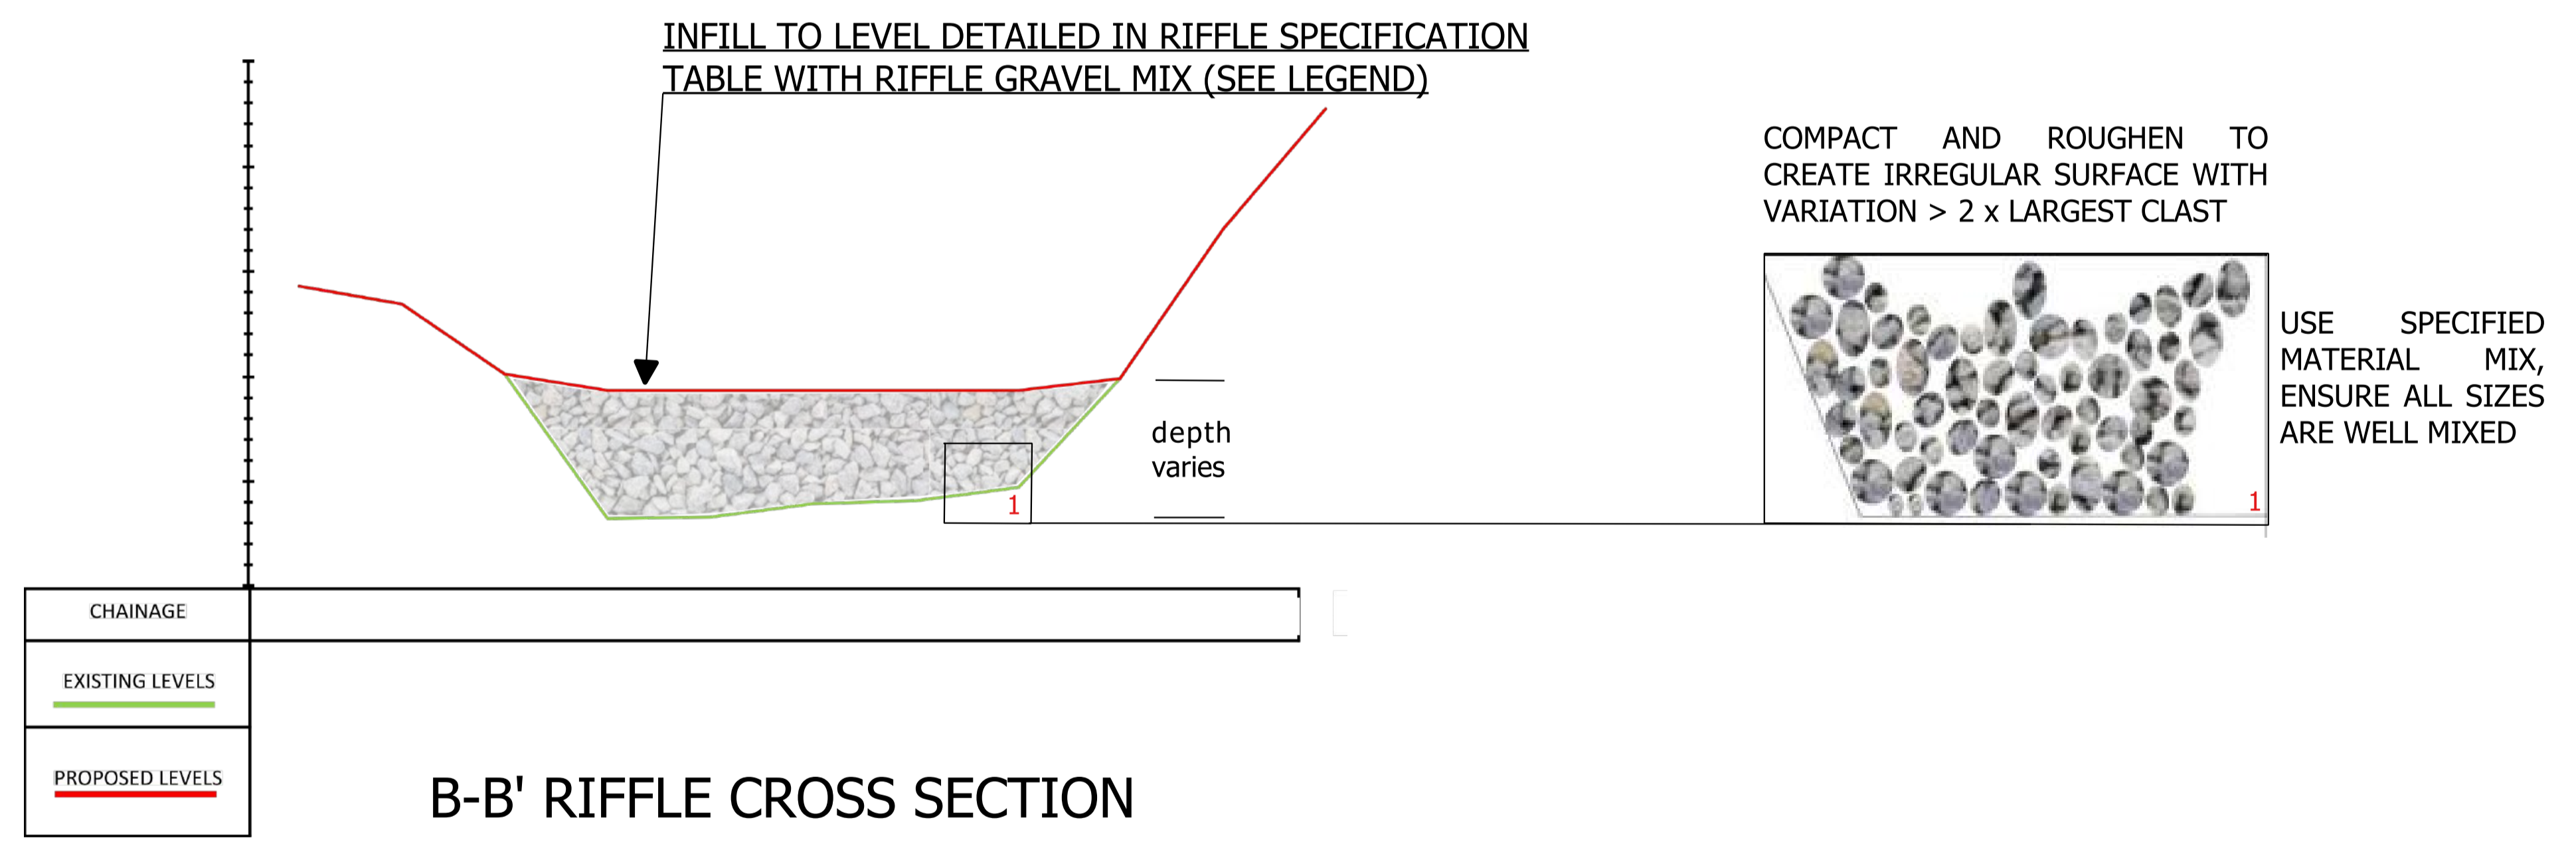 INFILL TO LEVEL DETAILED IN RIFFLE SPECIFICATION
TABLE WITH RIFFLE GRAVEL MIX (SEE LEGEND)
COMPACT AND ROUGHEN TO
CREATE IRREGULAR SURFACE WITH
VARIATION > 2 x LARGEST CLAST
USE SPECIFIED
MATERIAL MIX,
ENSURE ALL SIZES
ARE WELL MIXED
depth
varies
1
1
CHAINAGE
EXISTING LEVELS
PROPOSED LEVELS
B-B' RIFFLE CROSS SECTION